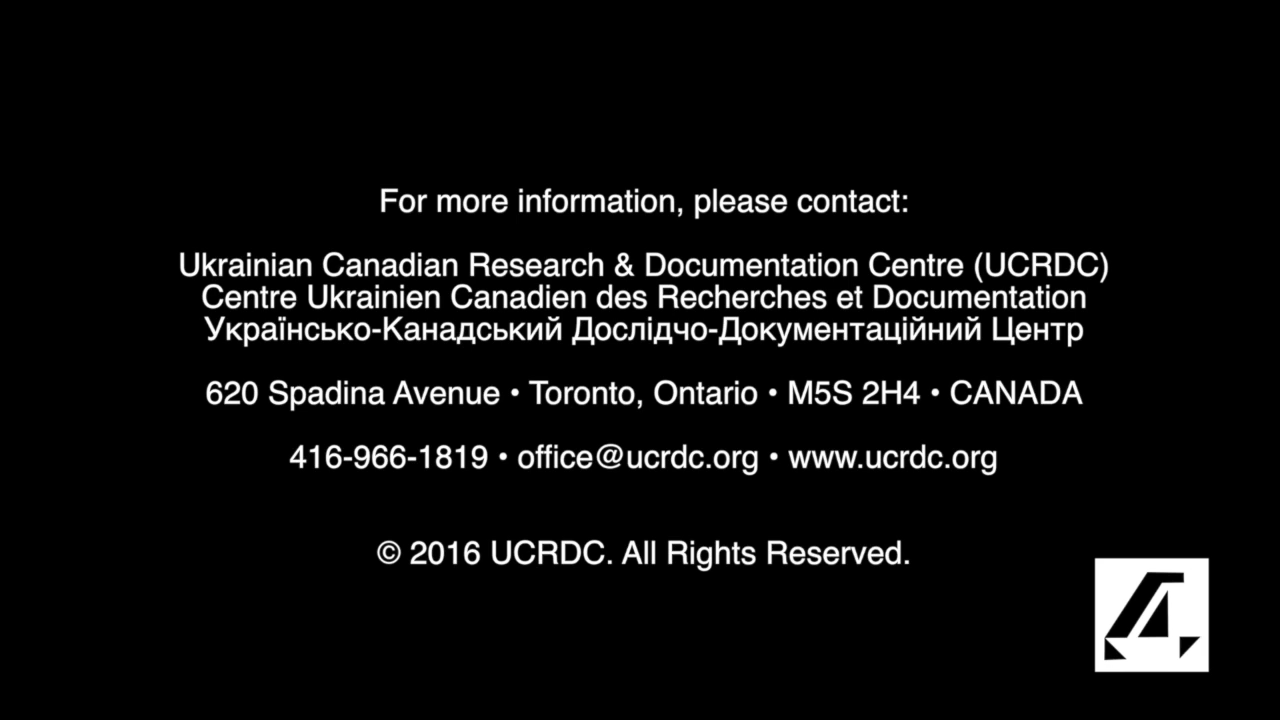 For more information, please contact:
Ukrainian Canadian Research & Documentation Centre (UCRDC)
Centre Ukrainien Canadien des Recherches et Documentation
Українсько-Канадський Дослідчо-Документаційний Центр
620 Spadina Avenue • Toronto, Ontario • M5S 2H4 • CANADA
416-966-1819 • office@ucrdc.org • www.ucrdc.org
© 2016 UCRDC. All Rights Reserved.